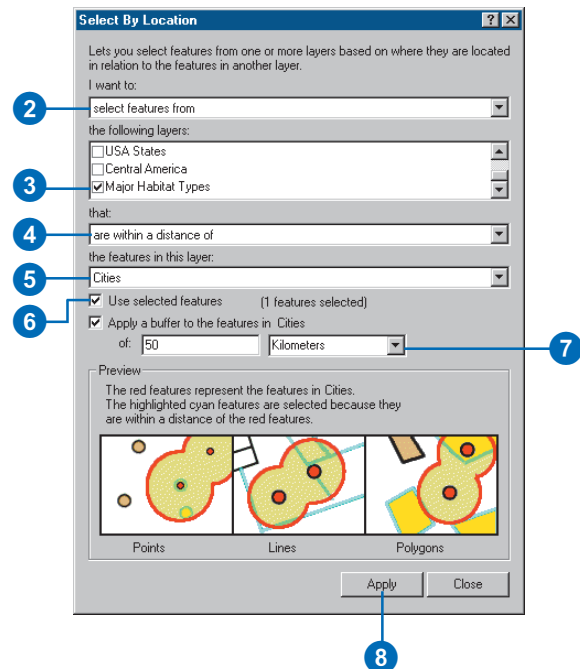 Select By Location
Lets you select features from one or more layers based on where they are located
in relation to the features in another layer.
I want to:
2
select features from
the following layers:
USA States
Central America
3
Major Habitat Types
that:
4
are within a distance of
the features in this layer:
5
Cities
6
Use selected features (1 features selected)
Apply a buffer to the features in Cities
of: 50 Kilometers
7
Preview
The red features represent the features in Cities.
The highlighted cyan features are selected because they
are within a distance of the red features.
Points Lines Polygons
Apply Close
8